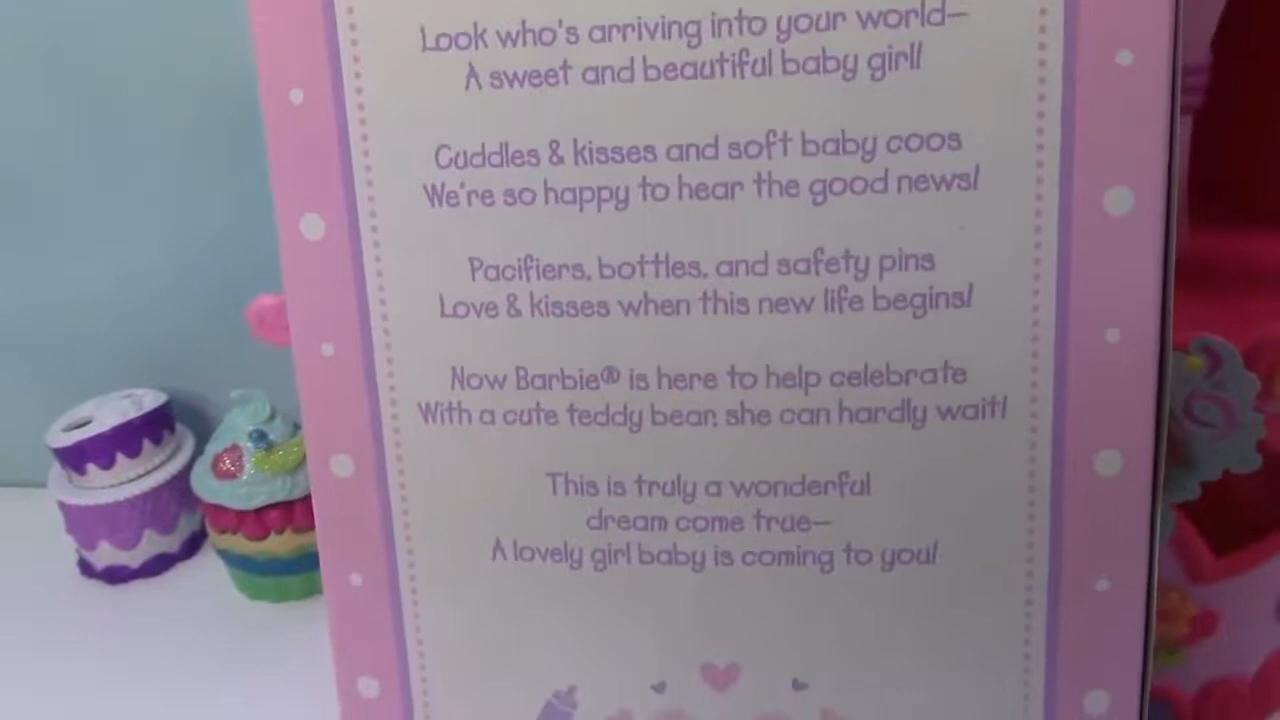 Look who's arriving into your world—
A sweet and beautiful baby girl!
Cuddles & kisses and soft baby coos
We're so happy to hear the good news!
Pacifiers, bottles, and safety pins
Love & kisses when this new life begins!
Now Barbie® is here to help celebrate
With a cute teddy bear, she can hardly wait!
This is truly a wonderful
dream come true—
A lovely girl baby is coming to you!